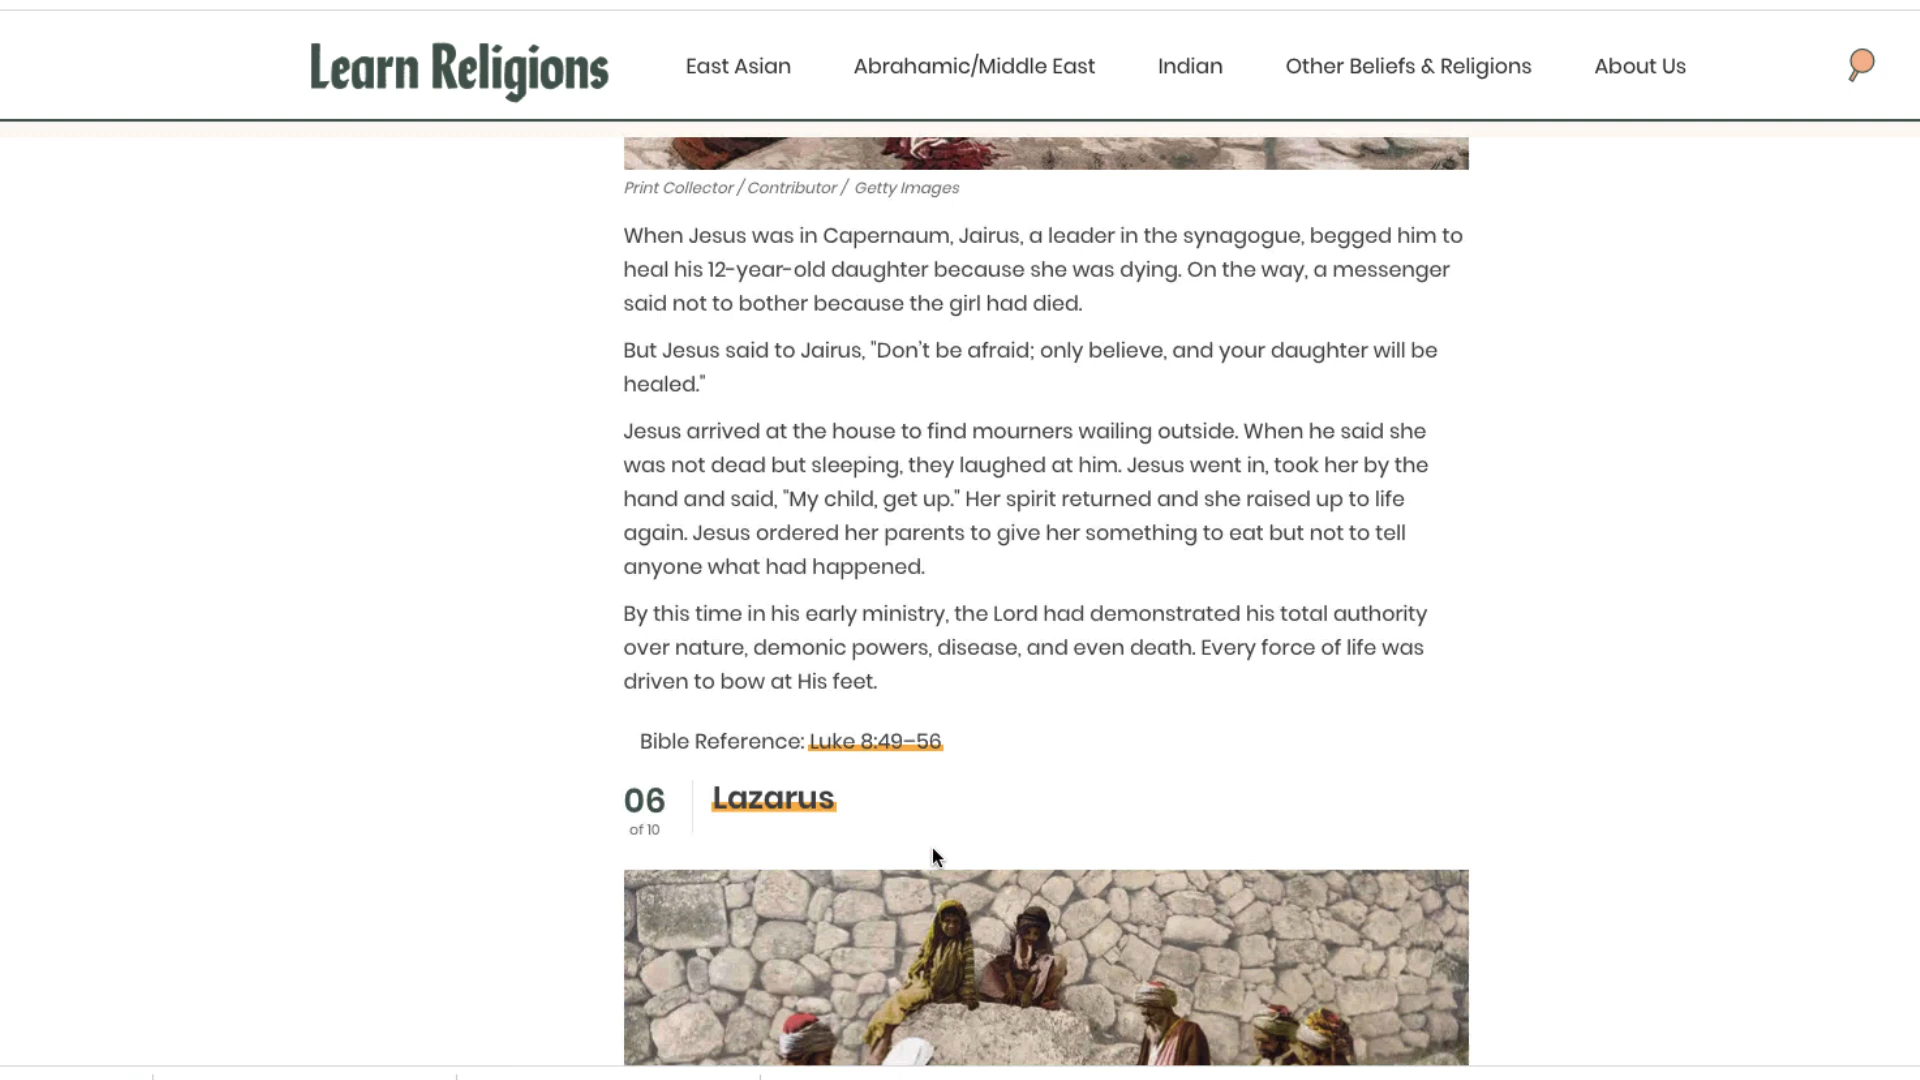 Learn Religions
East Asian
Abrahamic/Middle East
Indian
Other Beliefs & Religions
About Us
Print Collector / Contributor / Getty Images
When Jesus was in Capernaum, Jairus, a leader in the synagogue, begged him to
heal his 12-year-old daughter because she was dying. On the way, a messenger
said not to bother because the girl had died.
But Jesus said to Jairus, "Don't be afraid; only believe, and your daughter will be
healed."
Jesus arrived at the house to find mourners wailing outside. When he said she
was not dead but sleeping, they laughed at him. Jesus went in, took her by the
hand and said, "My child, get up." Her spirit returned and she raised up to life
again. Jesus ordered her parents to give her something to eat but not to tell
anyone what had happened.
By this time in his early ministry, the Lord had demonstrated his total authority
over nature, demonic powers, disease, and even death. Every force of life was
driven to bow at His feet.
Bible Reference: Luke 8:49–56
06
of 10
Lazarus